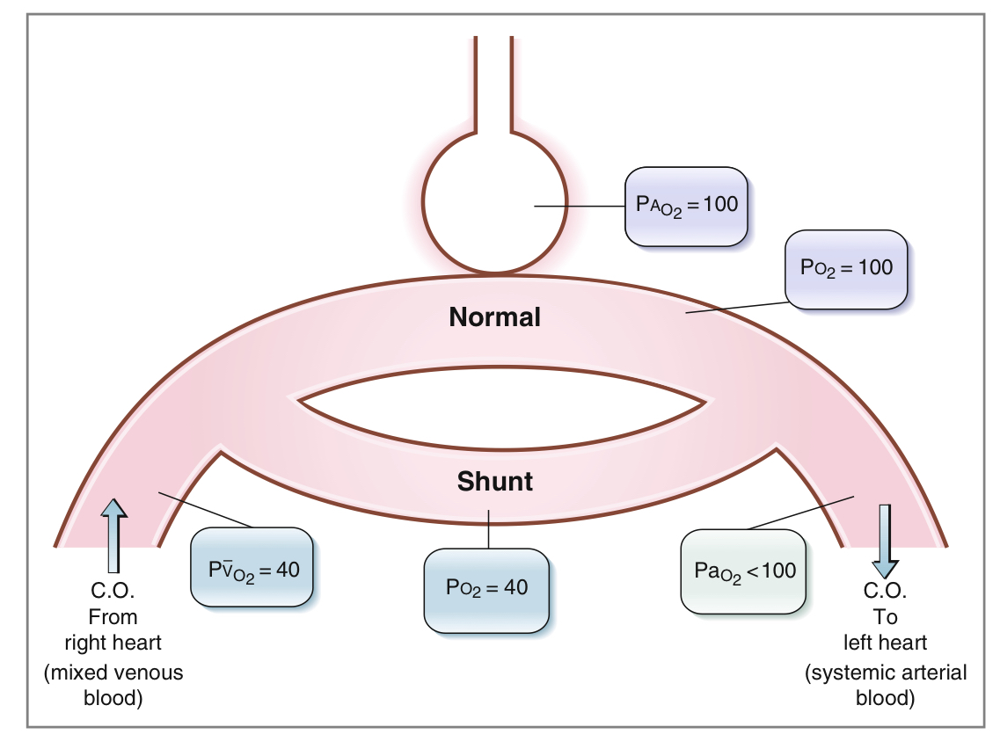 PAO2 = 100
PO2 = 100
Normal
Shunt
Pv̄O2 = 40
PO2 = 40
PaO2 <100
C.O.
From
right heart
(mixed venous
blood)
C.O.
To
left heart
(systemic arterial
blood)